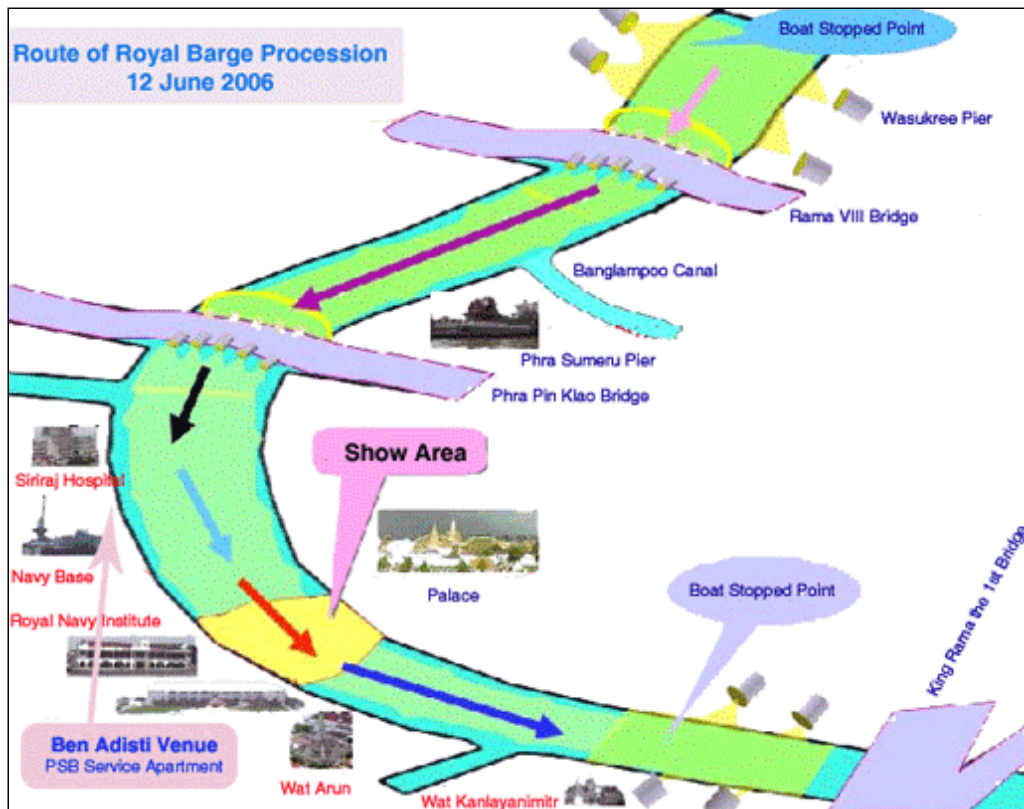 Route of Royal Barge Procession
12 June 2006
Boat Stopped Point
Wasukree Pier
Rama VIII Bridge
Banglampoo Canal
Phra Sumeru Pier
Phra Pin Klao Bridge
Show Area
Siriraj Hospital
Navy Base
Palace
Royal Navy Institute
Boat Stopped Point
King Rama the 1st Bridge
Ben Adisti Venue
PSB Service Apartment
Wat Arun
Wat Kanlayanimitr